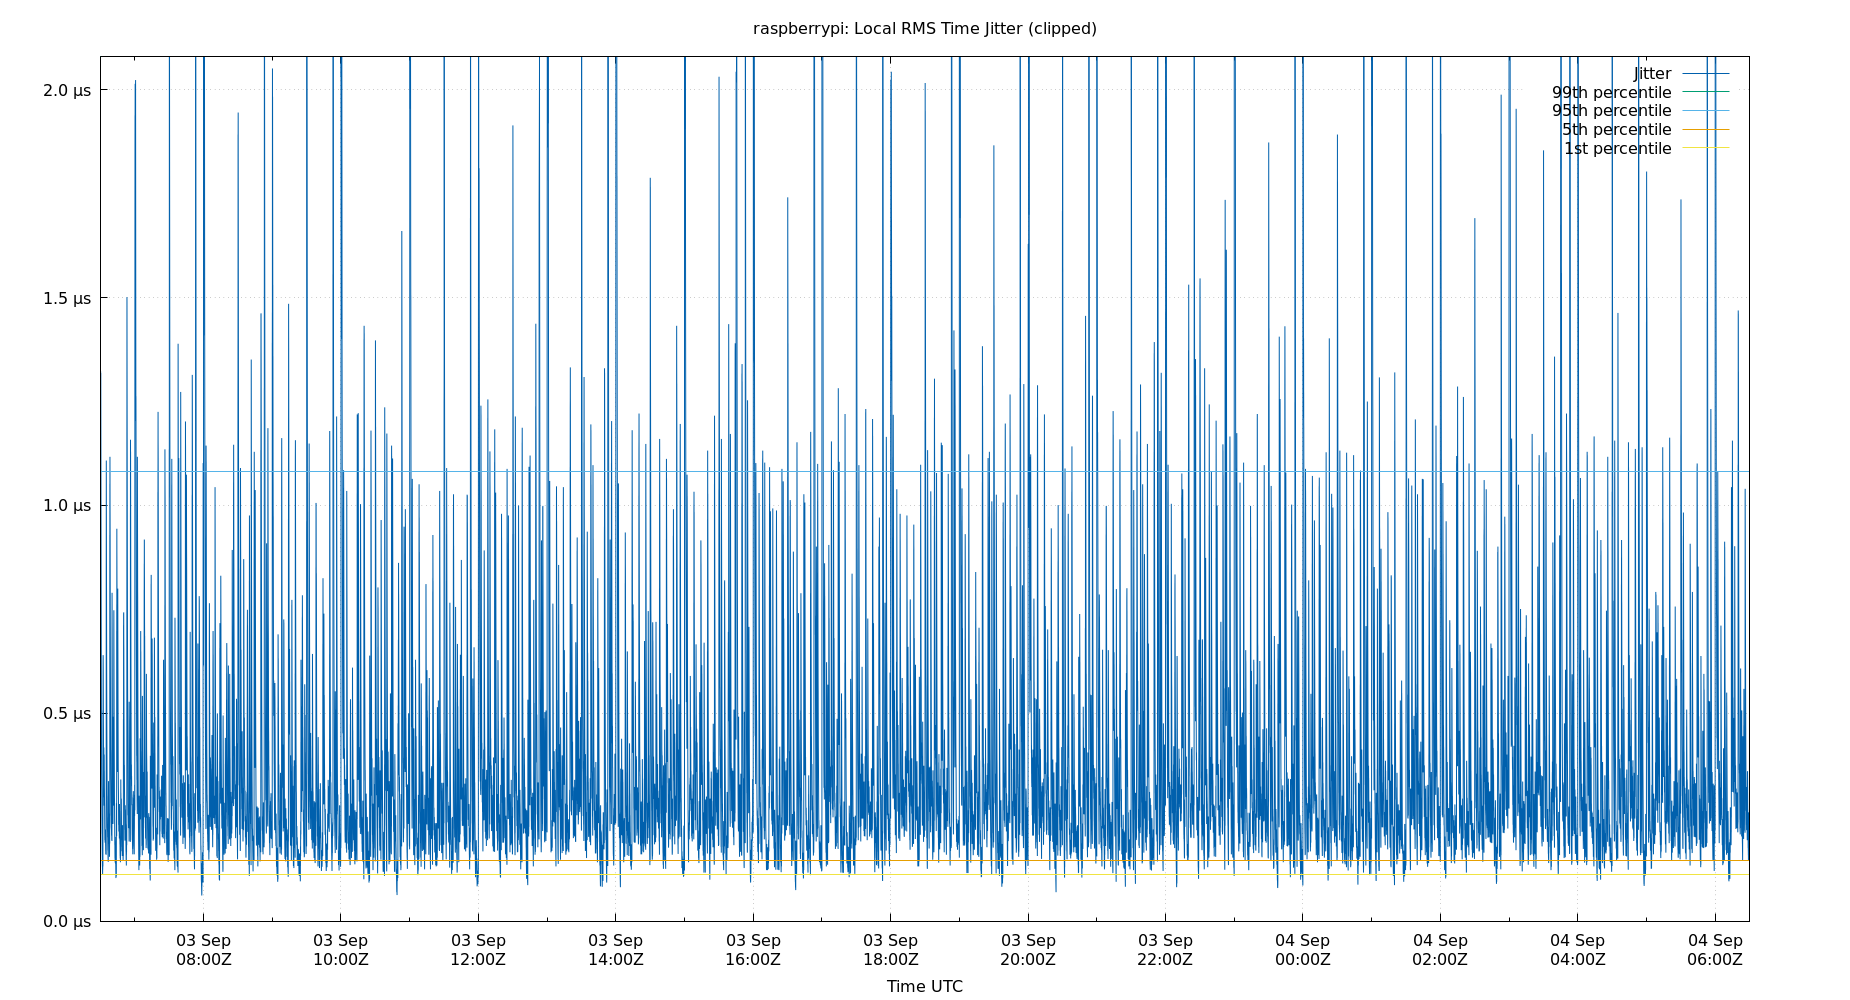 raspberrypi: Local RMS Time Jitter (clipped)
Jitter
99th percentile
95th percentile
5th percentile
1st percentile
2.0 µs
1.5 µs
1.0 µs
0.5 µs
0.0 µs
03 Sep 03 Sep 03 Sep 03 Sep 03 Sep 03 Sep 03 Sep 03 Sep 04 Sep 04 Sep 04 Sep 04 Sep
08:00Z 10:00Z 12:00Z 14:00Z 16:00Z 18:00Z 20:00Z 22:00Z 00:00Z 02:00Z 04:00Z 06:00Z
Time UTC